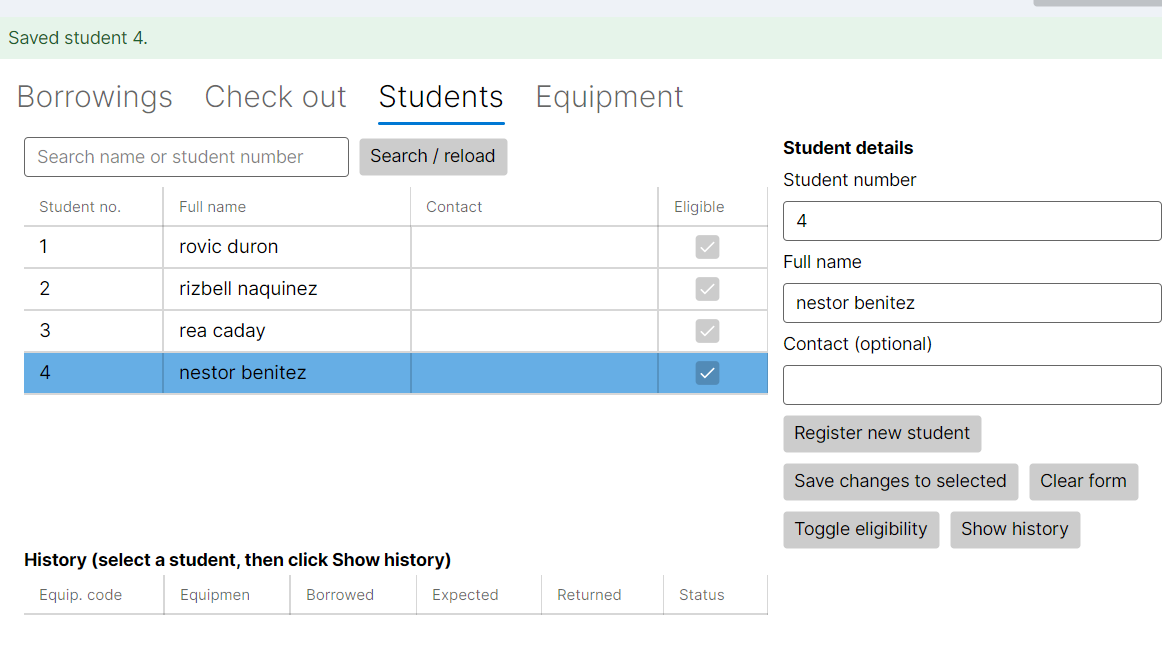 Saved student 4.
Borrowings Check out Students Equipment
Search name or student number Search / reload
Student no. Full name Contact Eligible
1 rovic duron
2 rizbell naquinez
3 rea caday
4 nestor benitez
Student details
Student number
4
Full name
nestor benitez
Contact (optional)
Register new student
Save changes to selected Clear form
Toggle eligibility Show history
History (select a student, then click Show history)
Equip. code Equipmen Borrowed Expected Returned Status